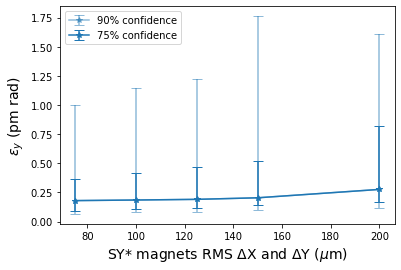 90% confidence
75% confidence
1.75
1.50
1.25
1.00
0.75
0.50
0.25
0.00
εy (pm rad)
80 100 120 140 160 180 200
SY* magnets RMS ΔX and ΔY (μm)